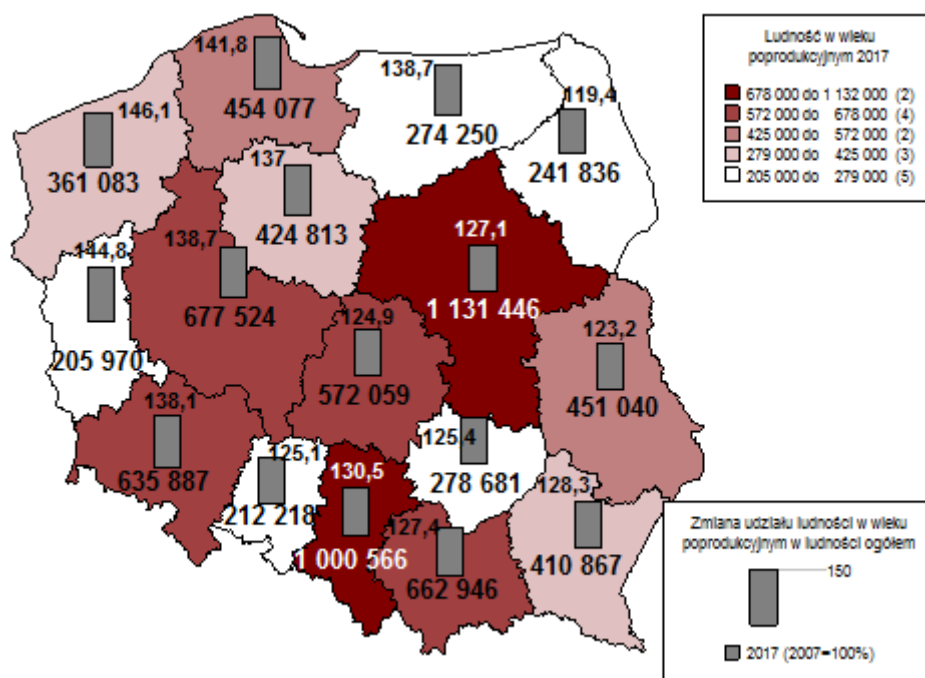 141,8
454 077
138,7
274 250
119,4
241 836
146,1
361 083
137
424 813
138,7
677 524
127,1
1 131 446
144,8
205 970
124,9
572 059
123,2
451 040
138,1
635 887
125,1
212 218
130,5
1 000 566
125,4
278 681
127,4
662 946
128,3
410 867
Ludność w wieku
poprodukcyjnym 2017
678 000 do 1 132 000 (2)
572 000 do 678 000 (4)
425 000 do 572 000 (2)
279 000 do 425 000 (3)
205 000 do 279 000 (5)
Zmiana udziału ludności w wieku
poprodukcyjnym w ludności ogółem
150
2017 (2007=100%)